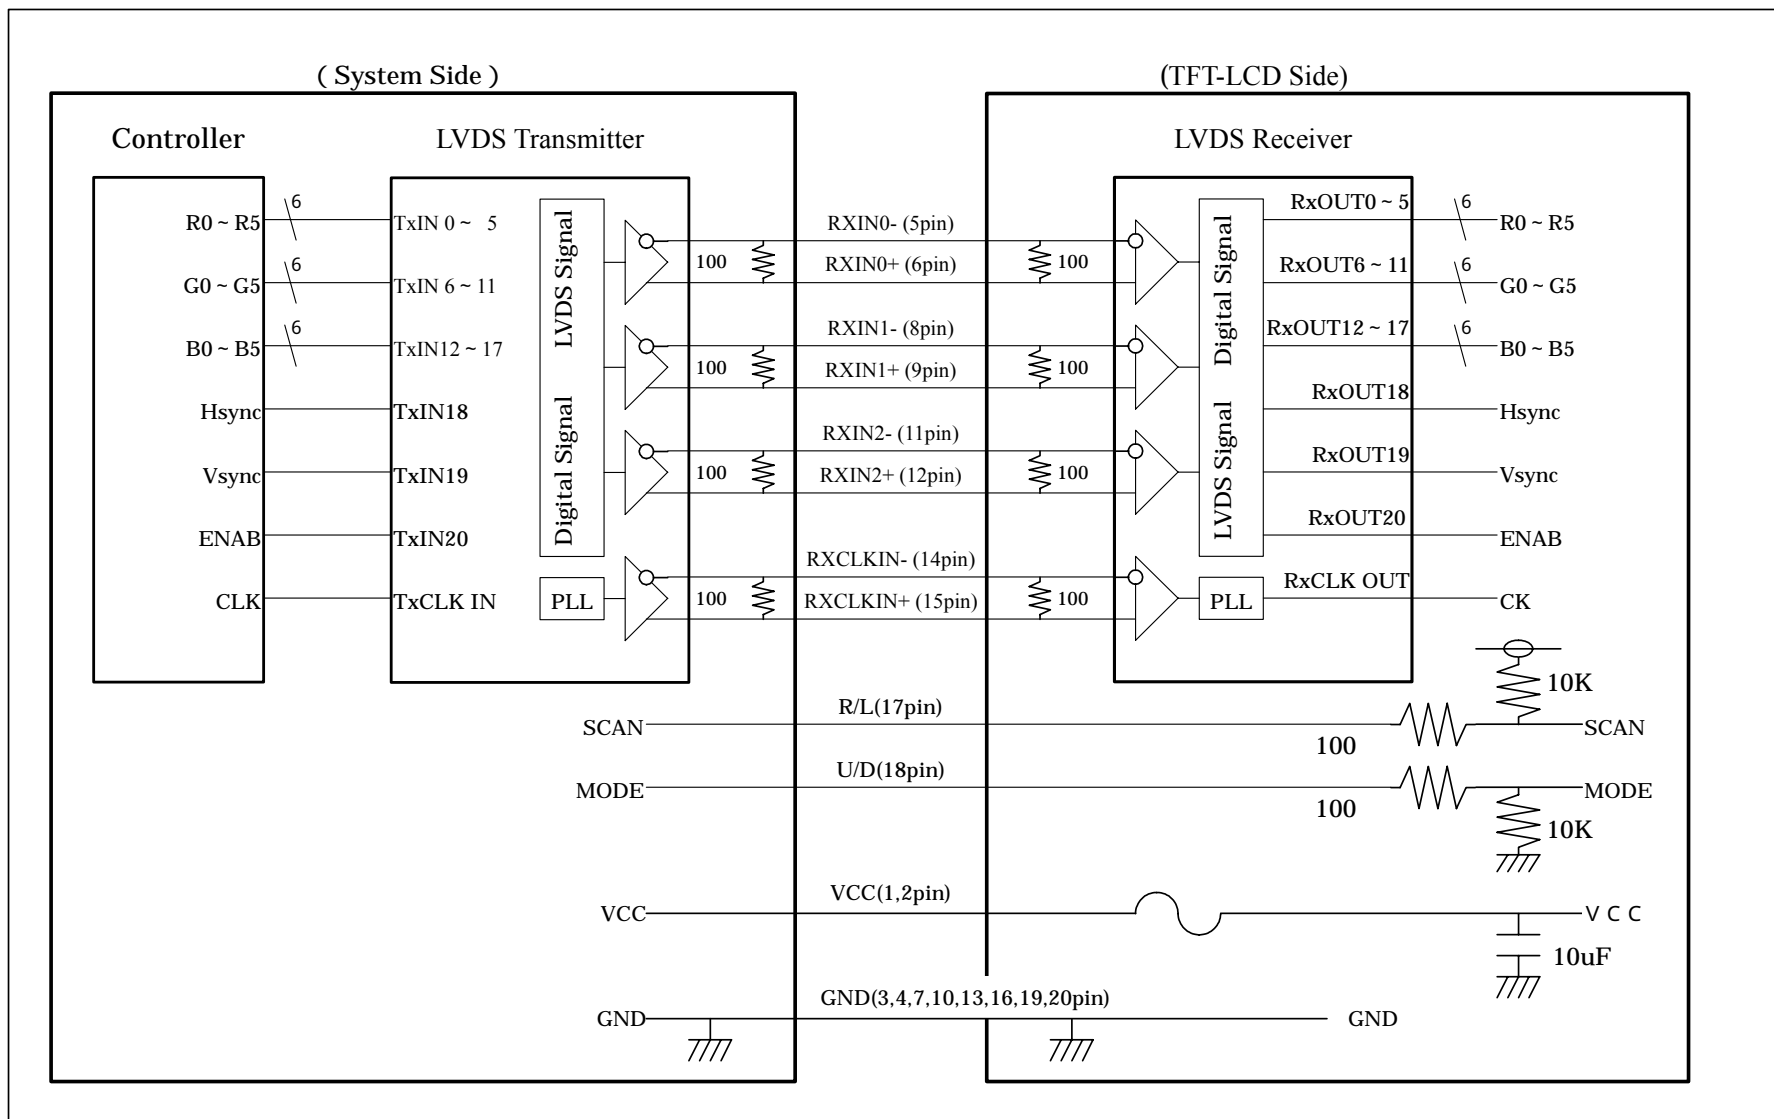 ( System Side )
(TFT-LCD Side)
Controller
LVDS Transmitter
LVDS Receiver
R0 ~ R5
6
TxIN 0 ~ 5
G0 ~ G5
6
TxIN 6 ~ 11
B0 ~ B5
6
TxIN12 ~ 17
Hsync
TxIN18
Vsync
TxIN19
ENAB
TxIN20
CLK
TxCLK IN
LVDS Signal
Digital Signal
PLL
100
RXIN0- (5pin)
RXIN0+ (6pin)
100
100
RXIN1- (8pin)
RXIN1+ (9pin)
100
100
RXIN2- (11pin)
RXIN2+ (12pin)
100
100
RXCLKIN- (14pin)
RXCLKIN+ (15pin)
100
Digital Signal
LVDS Signal
PLL
RxOUT0 ~ 5
6
R0 ~ R5
RxOUT6 ~ 11
6
G0 ~ G5
RxOUT12 ~ 17
6
B0 ~ B5
RxOUT18
Hsync
RxOUT19
Vsync
RxOUT20
ENAB
RxCLK OUT
CK
10K
SCAN
R/L(17pin)
100
SCAN
MODE
U/D(18pin)
100
MODE
10K
VCC
VCC(1,2pin)
V C C
10uF
GND
GND(3,4,7,10,13,16,19,20pin)
GND